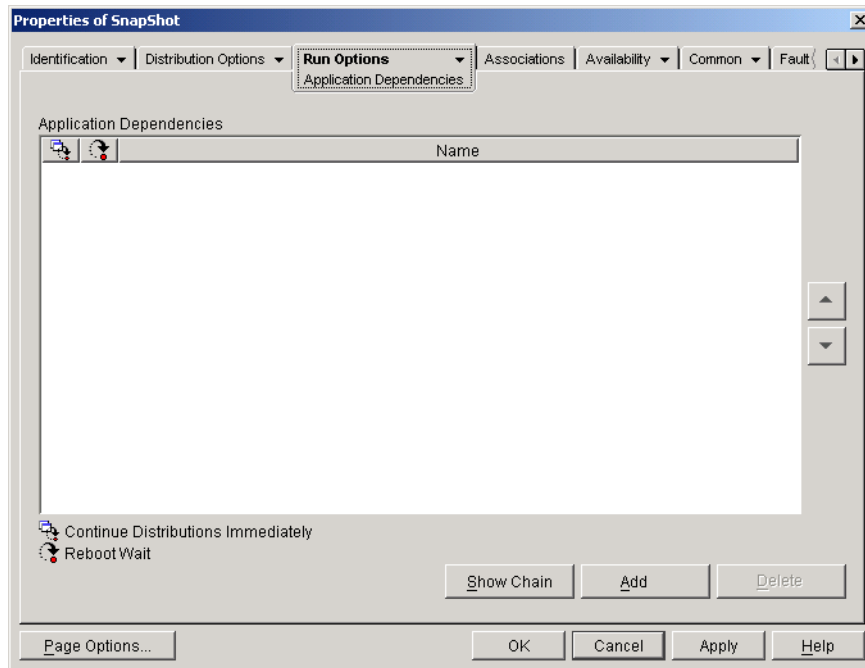 Properties of SnapShot
Identification Distribution Options Run Options Associations Availability Common Fault
Application Dependencies
Application Dependencies
Name
Continue Distributions Immediately
Reboot Wait
Show Chain Add Delete
Page Options... OK Cancel Apply Help